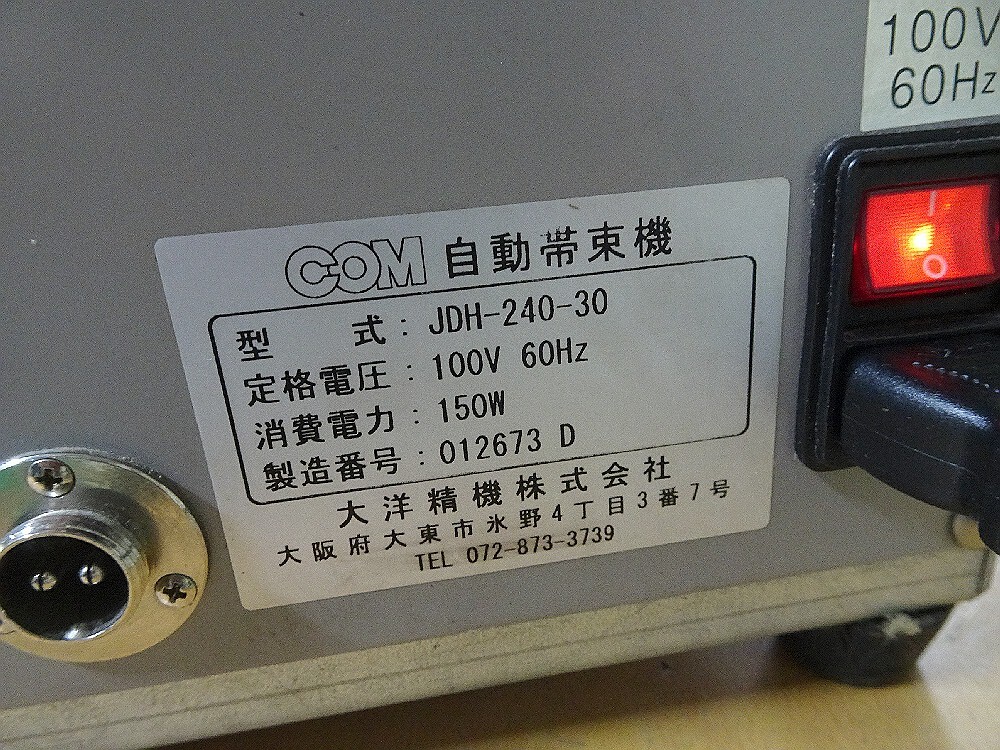 100V
60Hz
COM 自動帯束機
型 式 : JDH-240-30
定格電圧 : 100V 60Hz
消費電力 : 150W
製造番号 : 012673 D
大洋精機株式会社
大阪府大東市氷野4丁目3番7号
TEL 072-873-3739